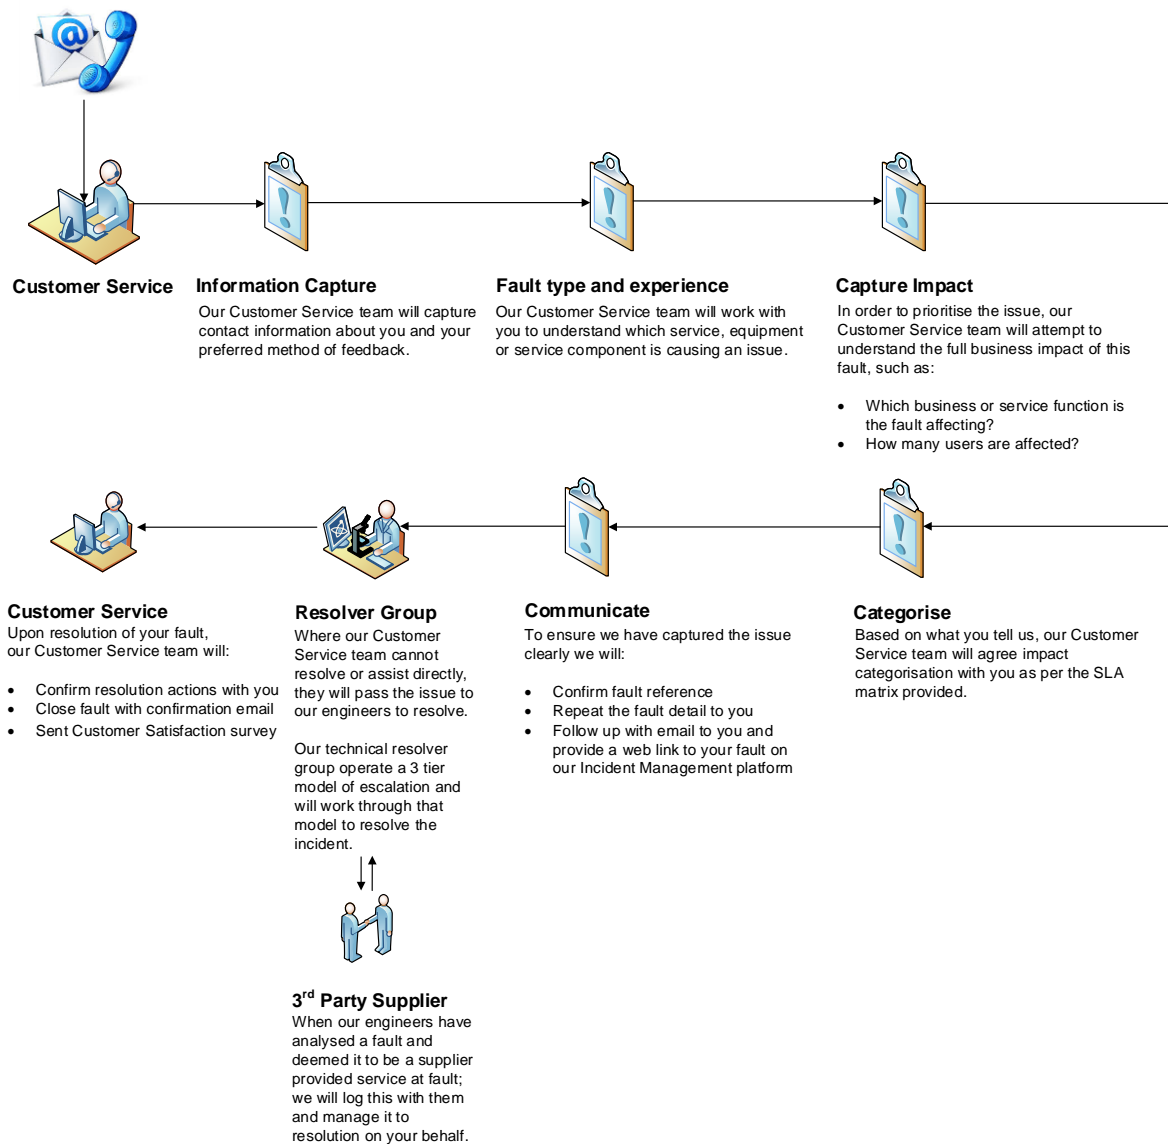 @
Customer Service
Information Capture
Our Customer Service team will capture
contact information about you and your
preferred method of feedback.
Fault type and experience
Our Customer Service team will work with
you to understand which service, equipment
or service component is causing an issue.
Capture Impact
In order to prioritise the issue, our
Customer Service team will attempt to
understand the full business impact of this
fault, such as:
• Which business or service function is
the fault affecting?
• How many users are affected?
Customer Service
Upon resolution of your fault,
our Customer Service team will:
• Confirm resolution actions with you
• Close fault with confirmation email
• Sent Customer Satisfaction survey
Resolver Group
Where our Customer
Service team cannot
resolve or assist directly,
they will pass the issue to
our engineers to resolve.
Our technical resolver
group operate a 3 tier
model of escalation and
will work through that
model to resolve the
incident.
Communicate
To ensure we have captured the issue
clearly we will:
• Confirm fault reference
• Repeat the fault detail to you
• Follow up with email to you and
provide a web link to your fault on
our Incident Management platform
Categorise
Based on what you tell us, our Customer
Service team will agree impact
categorisation with you as per the SLA
matrix provided.
3rd Party Supplier
When our engineers have
analysed a fault and
deemed it to be a supplier
provided service at fault;
we will log this with them
and manage it to
resolution on your behalf.